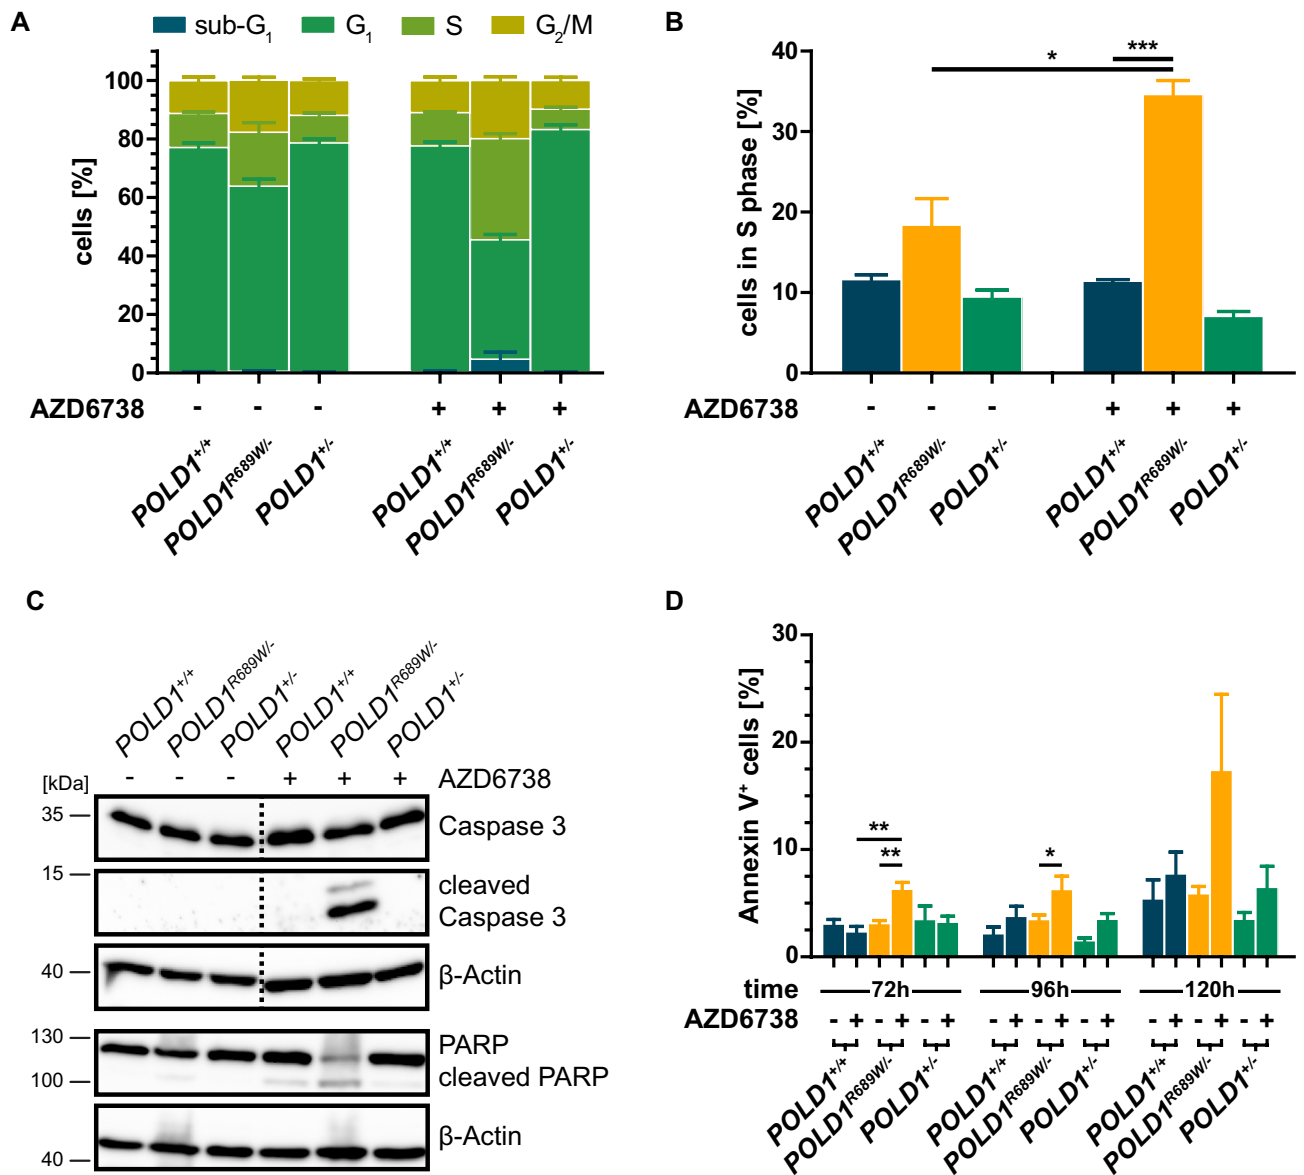 A
sub-G1 G1 S G2/M
100
80
60
40
20
0
cells [%]
AZD6738 - - - + + +
POLD1+/+ POLD1R689W/- POLD1+/- POLD1+/+ POLD1R689W/- POLD1+/-
B
40
30
20
10
0
cells in S phase [%]
* ***
AZD6738 - - - + + +
POLD1+/+ POLD1R689W/- POLD1+/- POLD1+/+ POLD1R689W/- POLD1+/-
C
POLD1+/+ POLD1R689W/- POLD1+/- POLD1+/+ POLD1R689W/- POLD1+/-
[kDa] - - - + + + AZD6738
35 Caspase 3
15 cleaved
Caspase 3
40 β-Actin
130 PARP
100 cleaved PARP
β-Actin
40
D
30
20
10
0
Annexin V+ cells [%]
**
** *
time 72h 96h 120h
AZD6738 - + - + - + - + - + - + - + - + - +
POLD1+/+ POLD1R689W/- POLD1+/- POLD1+/+ POLD1R689W/- POLD1+/- POLD1+/+ POLD1R689W/- POLD1+/-